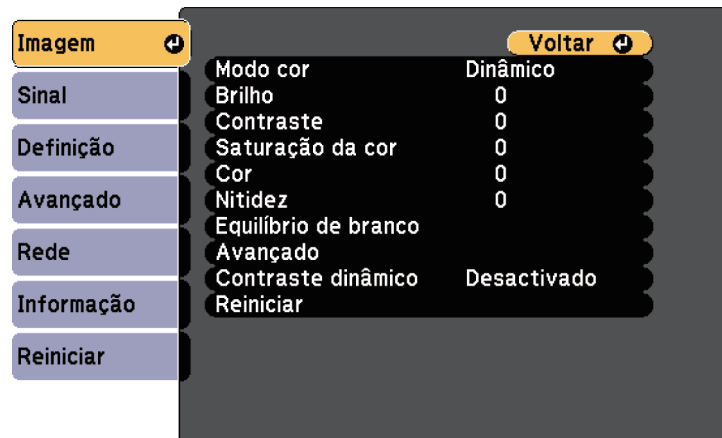 Imagem
Sinal
Definição
Avançado
Rede
Informação
Reiniciar
Voltar
Modo cor Dinâmico
Brilho 0
Contraste 0
Saturação da cor 0
Cor 0
Nitidez 0
Equilíbrio de branco
Avançado
Contraste dinâmico Desactivado
Reiniciar